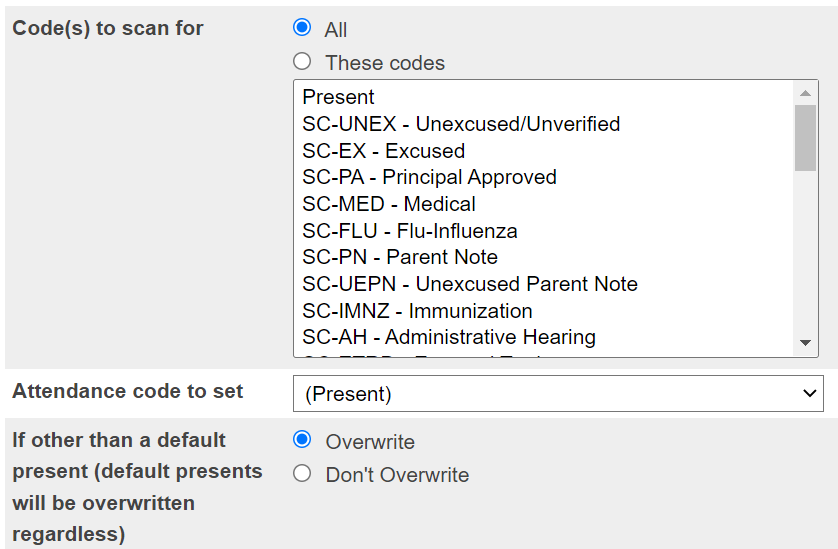 Code(s) to scan for
All
These codes
Present
SC-UNEX - Unexcused/Unverified
SC-EX - Excused
SC-PA - Principal Approved
SC-MED - Medical
SC-FLU - Flu-Influenza
SC-PN - Parent Note
SC-UEPN - Unexcused Parent Note
SC-IMNZ - Immunization
SC-AH - Administrative Hearing
Attendance code to set
(Present)
If other than a default
present (default presents
will be overwritten
regardless)
Overwrite
Don't Overwrite